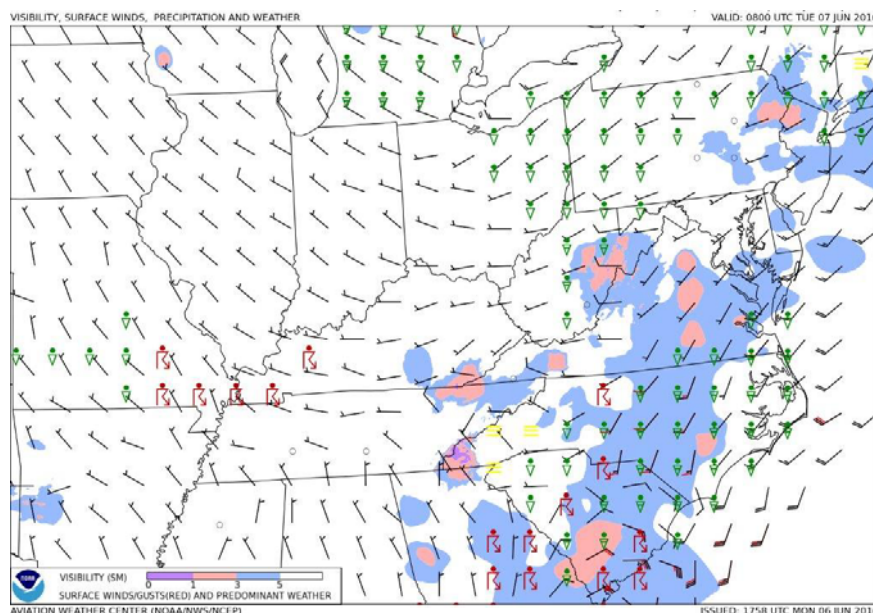 VISIBILITY, SURFACE WINDS, PRECIPITATION AND WEATHER
VALID: 0800 UTC TUE 07 JUN 2016
VISIBILITY (SM)
0 1 3 5
SURFACE WINDS/GUSTS(RED) AND PREDOMINANT WEATHER
AVIATION WEATHER CENTER (NOAA/NWS/NCEP)
ISSUED: 1758 UTC MON 06 JUN 2016